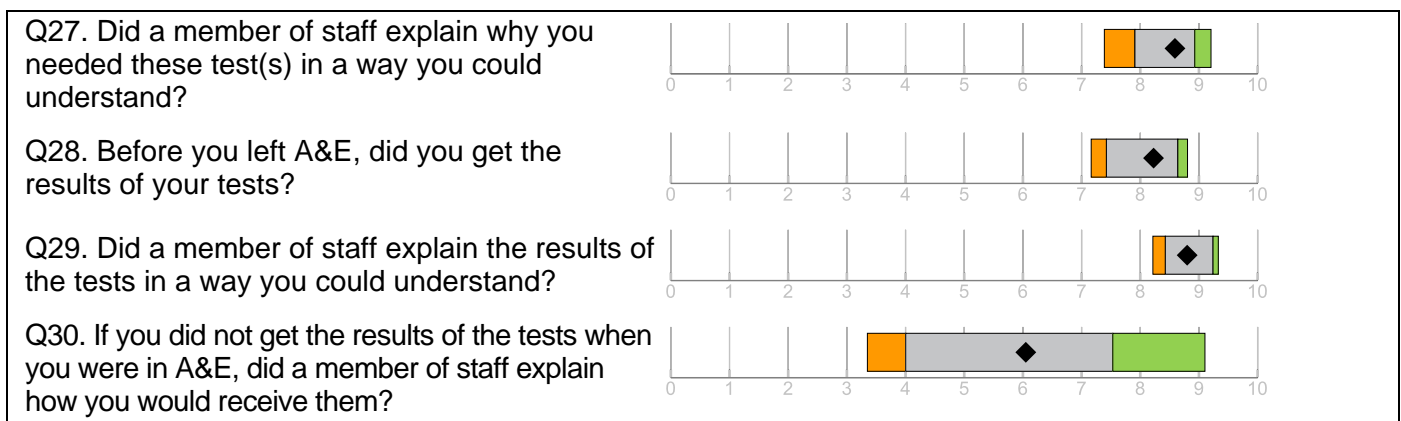 Q27. Did a member of staff explain why you
needed these test(s) in a way you could
understand?
0 1 2 3 4 5 6 7 8 9 10
Q28. Before you left A&E, did you get the
results of your tests?
0 1 2 3 4 5 6 7 8 9 10
Q29. Did a member of staff explain the results of
the tests in a way you could understand?
0 1 2 3 4 5 6 7 8 9 10
Q30. If you did not get the results of the tests when
you were in A&E, did a member of staff explain
how you would receive them?
0 1 2 3 4 5 6 7 8 9 10